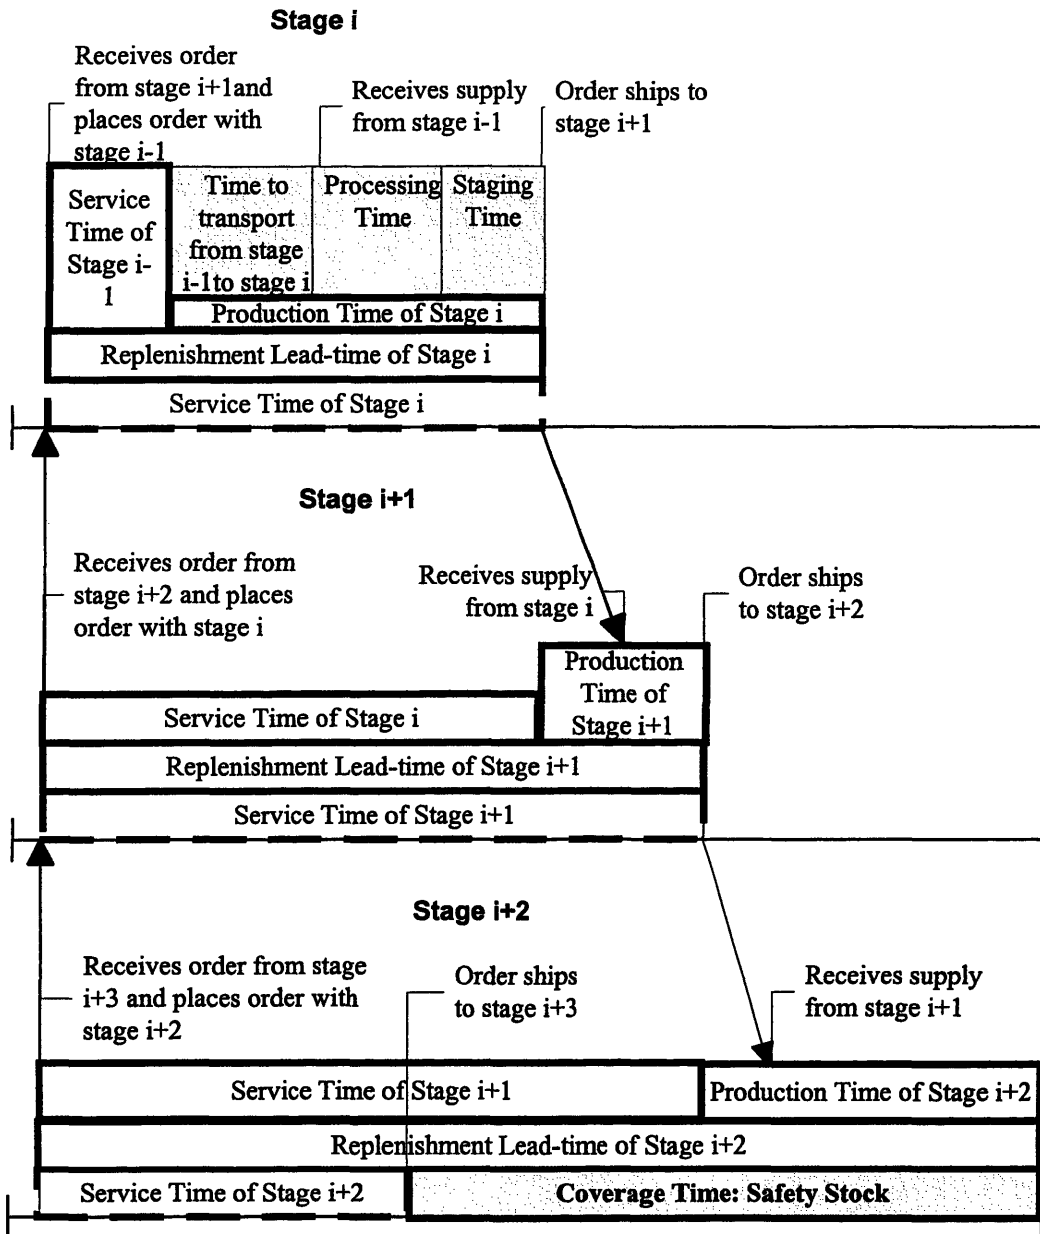 Stage i
Receives order
from stage i+1and
places order with
stage i-1
Receives supply
from stage i-1
Order ships to
stage i+1
Service
Time of
Stage i-
1
Time to
transport
from stage
i-1to stage i
Processing
Time
Staging
Time
Production Time of Stage i
Replenishment Lead-time of Stage i
Service Time of Stage i
Stage i+1
Receives order from
stage i+2 and places
order with stage i
Receives supply
from stage i
Order ships
to stage i+2
Production
Time of
Stage i+1
Service Time of Stage i
Replenishment Lead-time of Stage i+1
Service Time of Stage i+1
Stage i+2
Receives order from stage
i+3 and places order with
stage i+2
Order ships
to stage i+3
Receives supply
from stage i+1
Service Time of Stage i+1
Production Time of Stage i+2
Replenishment Lead-time of Stage i+2
Service Time of Stage i+2
Coverage Time: Safety Stock